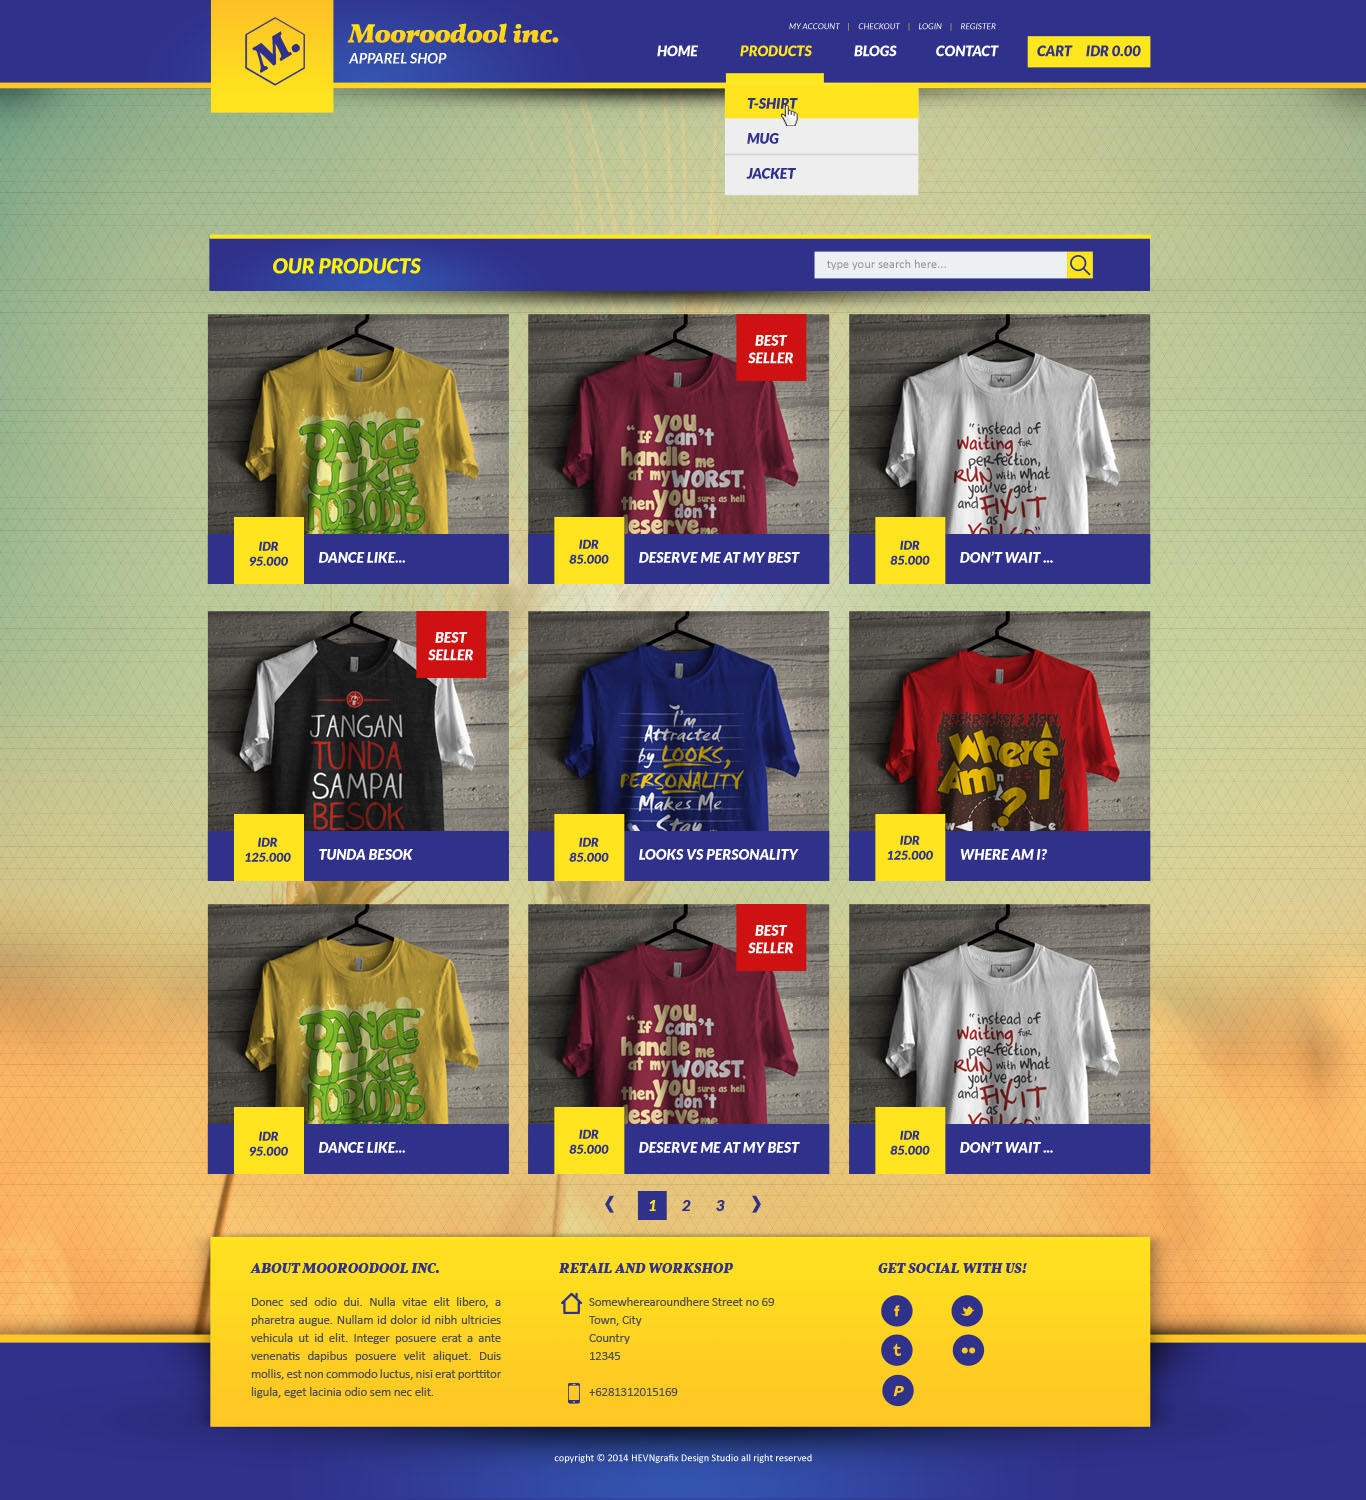 M.
Mooroodool inc.
APPAREL SHOP
MY ACCOUNT | CHECKOUT | LOGIN | REGISTER
HOME PRODUCTS BLOGS CONTACT
CART IDR 0.00
T-SHIRT
MUG
JACKET
OUR PRODUCTS
type your search here...
DANCE
LIKE
NOBODYS
IDR
95.000
DANCE LIKE...
BEST
SELLER
"If you
can't
handle me
at my WORST,
then you sure as hell
don't
deserve me
IDR
85.000
DESERVE ME AT MY BEST
"instead of
Waiting FOR
perfection,
RUN with what
you've got,
and FIX IT
as
YOU GO"
IDR
85.000
DON'T WAIT ...
BEST
SELLER
JANGAN
TUNDA
SAMPAI
BESOK
IDR
125.000
TUNDA BESOK
I'm
Attracted
by LOOKS,
PERSONALITY
Makes Me
Stay
IDR
85.000
LOOKS VS PERSONALITY
backpacker's story
Where
Am I
n
?
w e
IDR
125.000
WHERE AM I?
DANCE
LIKE
NOBODYS
IDR
95.000
DANCE LIKE...
BEST
SELLER
"If you
can't
handle me
at my WORST,
then you sure as hell
don't
deserve me
IDR
85.000
DESERVE ME AT MY BEST
"instead of
Waiting FOR
perfection,
RUN with what
you've got,
and FIX IT
as
YOU GO"
IDR
85.000
DON'T WAIT ...
❰ 1 2 3 ❱
ABOUT MOOROODOOL INC.
Donec sed odio dui. Nulla vitae elit libero, a
pharetra augue. Nullam id dolor id nibh ultricies
vehicula ut id elit. Integer posuere erat a ante
venenatis dapibus posuere velit aliquet. Duis
mollis, est non commodo luctus, nisi erat porttitor
ligula, eget lacinia odio sem nec elit.
RETAIL AND WORKSHOP
Somewherearoundhere Street no 69
Town, City
Country
12345
+6281312015169
GET SOCIAL WITH US!
f
t
P
copyright © 2014 HEVNgrafix Design Studio all right reserved